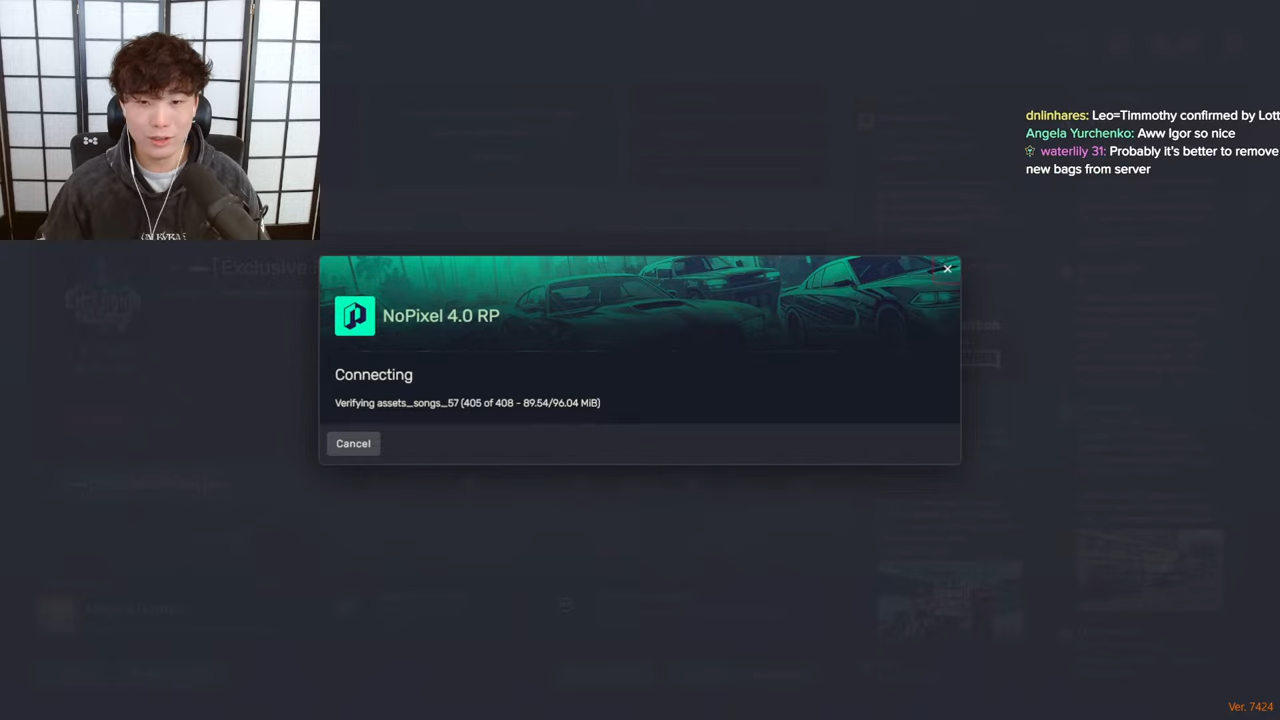 dnlinhares: Leo=Timmothy confirmed by Lott
Angela Yurchenko: Aww Igor so nice
waterlily 31: Probably it's better to remove
new bags from server
[Exclusive
NoPixel 4.0 RP
Connecting
Verifying assets_songs_57 (405 of 408 - 89.54/96.04 MiB)
Cancel
Ver. 7424